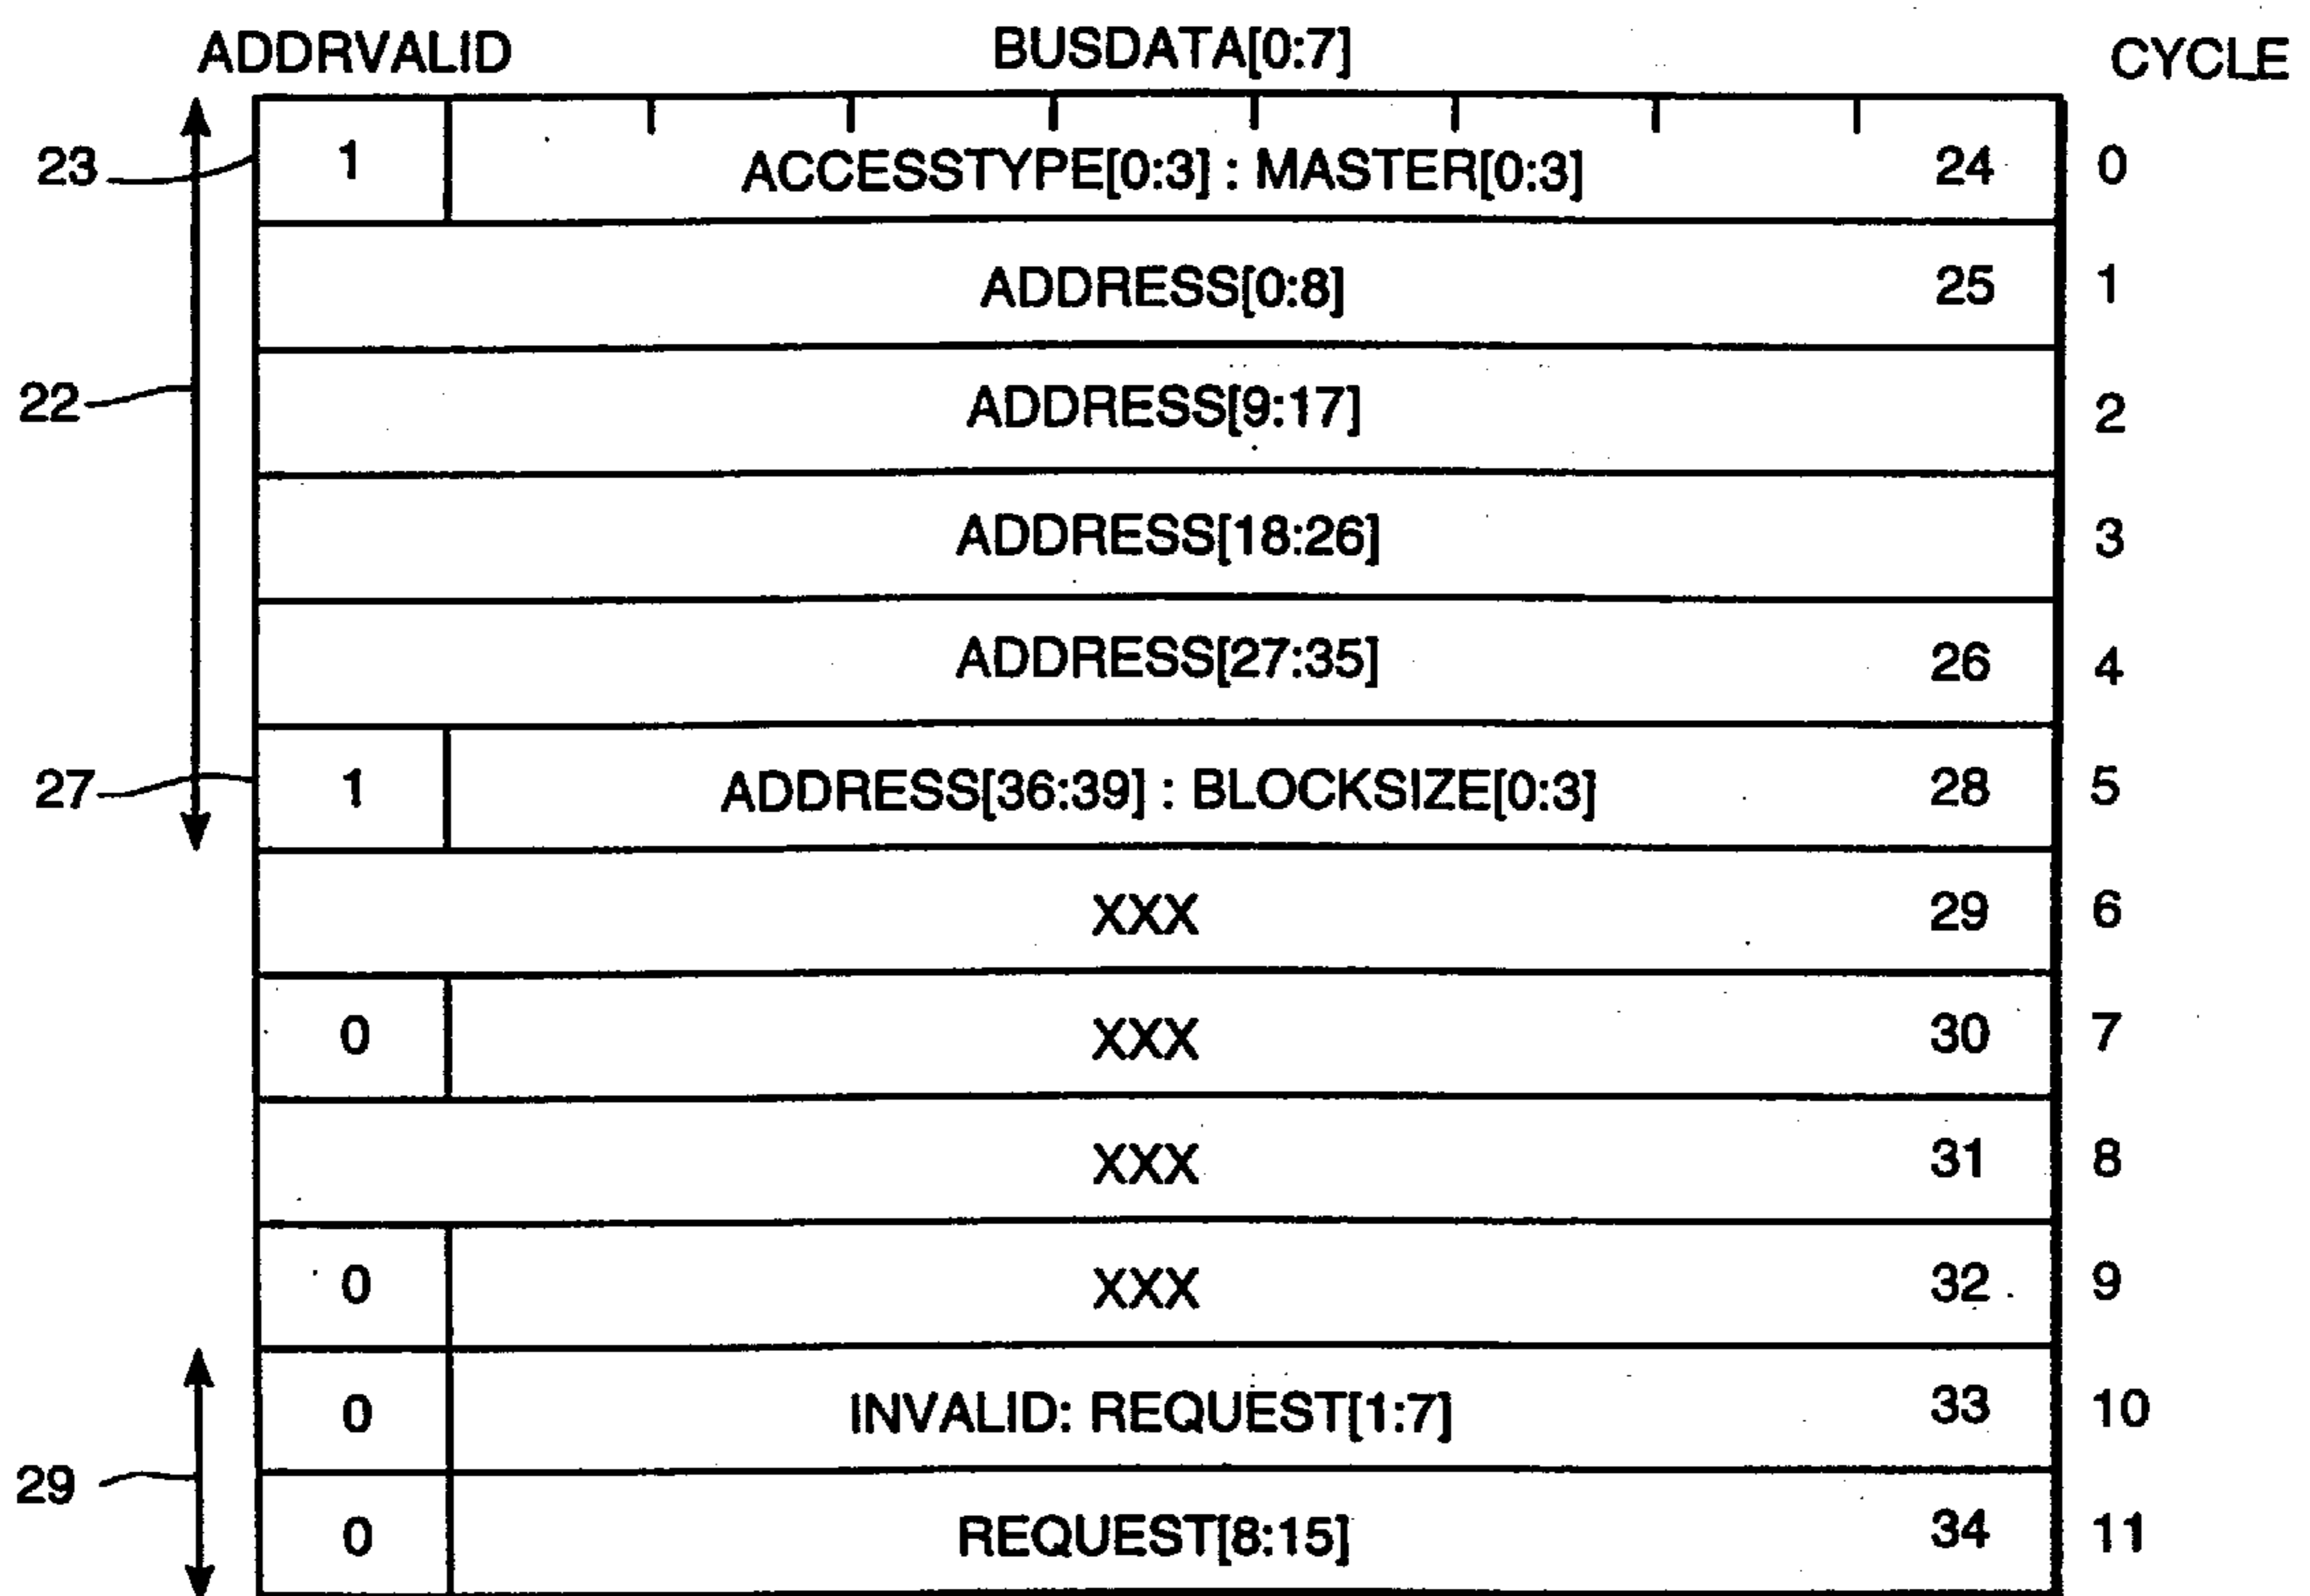 ADDRVALID BUSDATA[0:7] CYCLE
23 1 ACCESSTYPE[0:3] : MASTER[0:3] 24 0
ADDRESS[0:8] 25 1
22 ADDRESS[9:17] 2
ADDRESS[18:26] 3
ADDRESS[27:35] 26 4
27 1 ADDRESS[36:39] : BLOCKSIZE[0:3] 28 5
XXX 29 6
0 XXX 30 7
XXX 31 8
0 XXX 32 9
0 INVALID: REQUEST[1:7] 33 10
29 0 REQUEST[8:15] 34 11